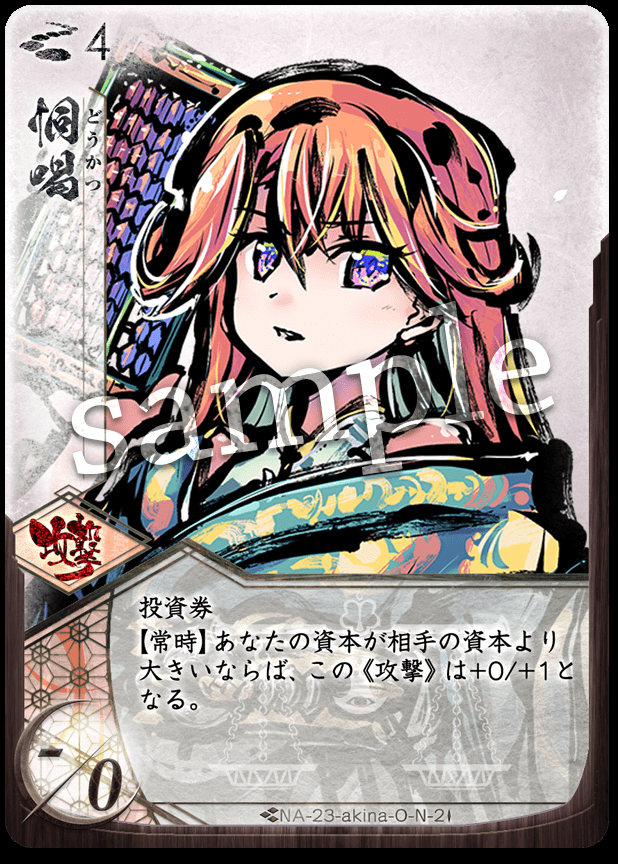 4
恫喝
どうかつ
sample
攻撃
投資券
【常時】あなたの資本が相手の資本より
大きいならば、この《攻撃》は+0/+1と
なる。
-/0
NA-23-akina-O-N-2